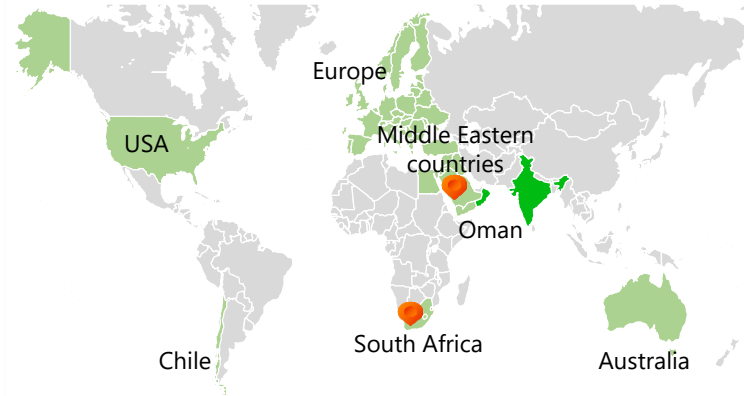 Europe
USA
Middle Eastern
countries
Oman
South Africa
Chile
Australia